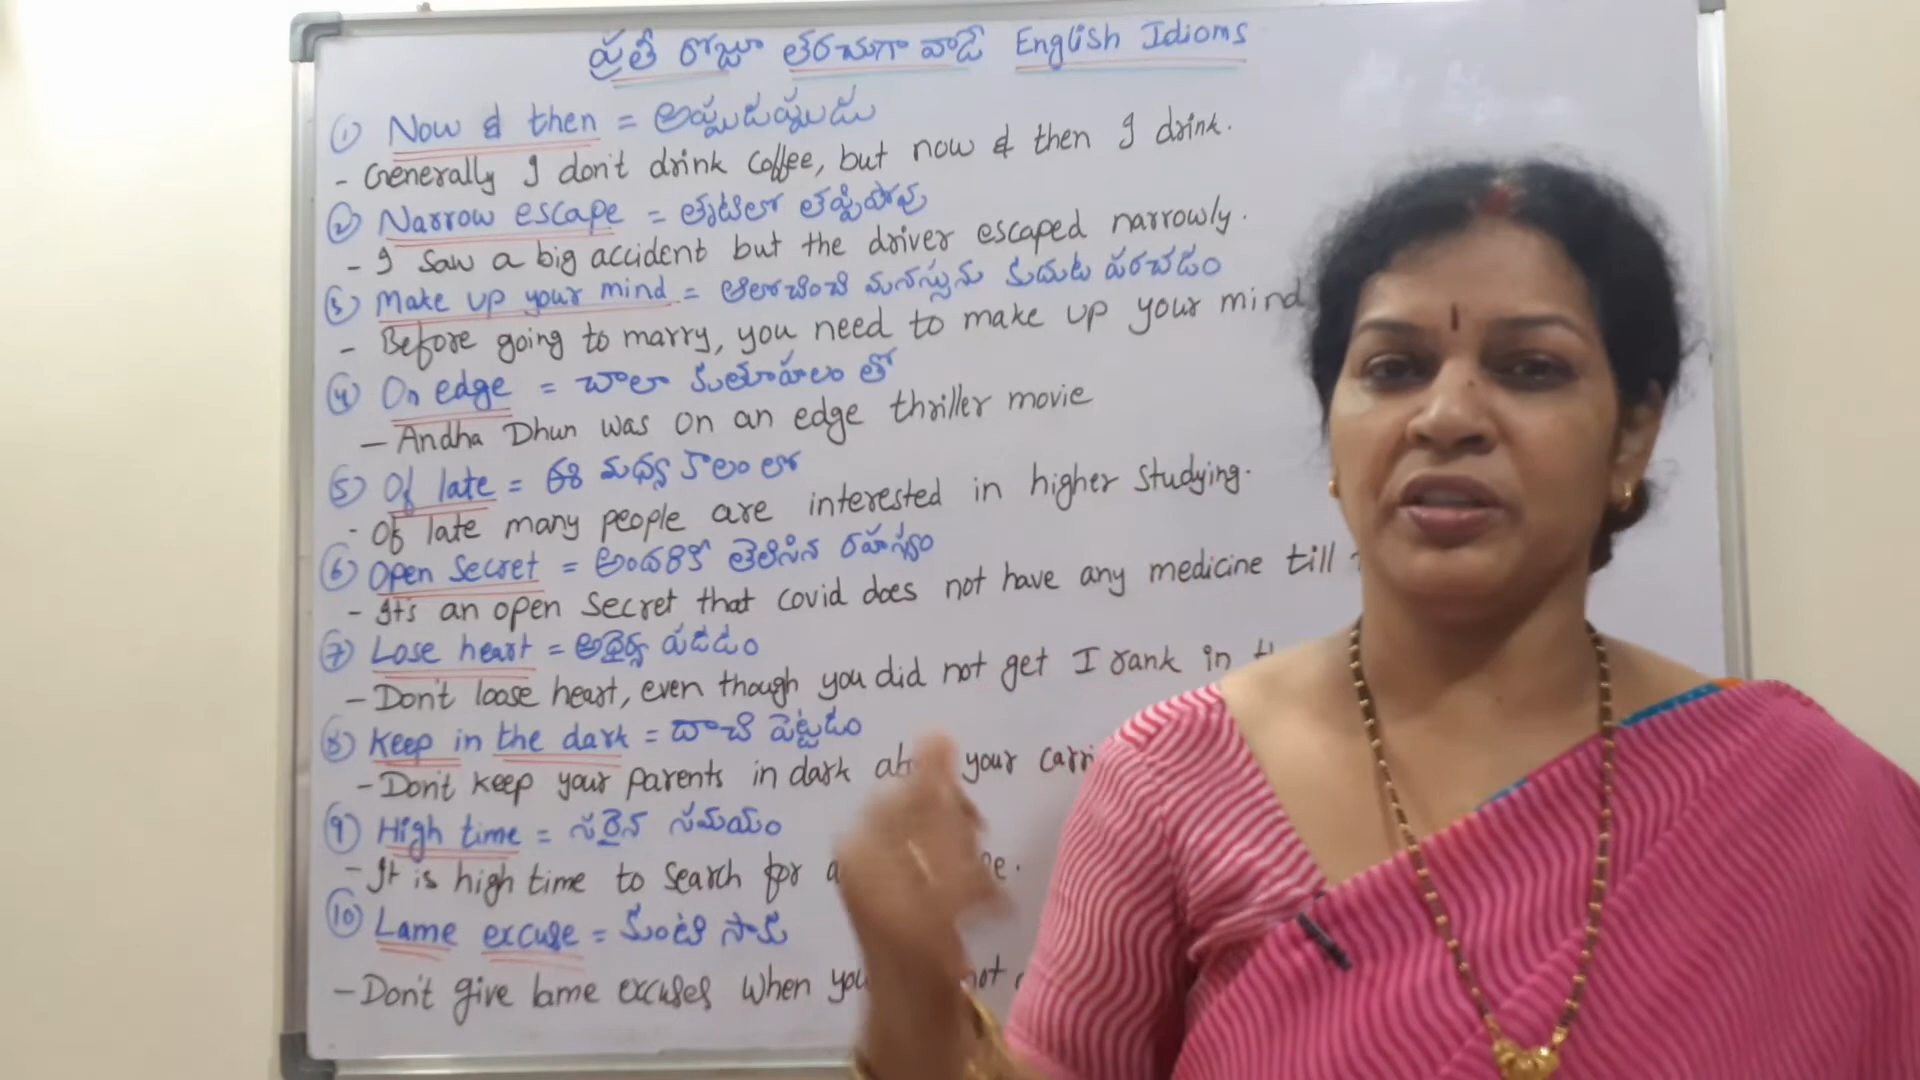 ప్రతీ రోజూ తరచుగా వాడే English Idioms
① Now & then = అప్పుడప్పుడు
- Generally I don't drink coffee, but now & then I drink.
② Narrow escape = తృటిలో తప్పిపోవు
- I saw a big accident but the driver escaped narrowly.
③ Make up your mind = ఆలోచించి మనస్సును కుదుట పరచడం
- Before going to marry, you need to make up your mind
④ On edge = చాలా కుతూహలం తో
- Andha Dhun was on an edge thriller movie
⑤ Of late = ఈ మధ్య కాలం లో
- Of late many people are interested in higher studying.
⑥ Open secret = అందరికీ తెలిసిన రహస్యం
- It's an open secret that covid does not have any medicine till
⑦ Lose heart = అధైర్య పడడం
- Don't loose heart, even though you did not get I rank in
⑧ Keep in the dark = దాచి పెట్టడం
- Don't keep your parents in dark your
⑨ High time = సరైన సమయం
- It is high time to search for
⑩ Lame excuse = కుంటి సాకు
- Don't give lame excuses when not